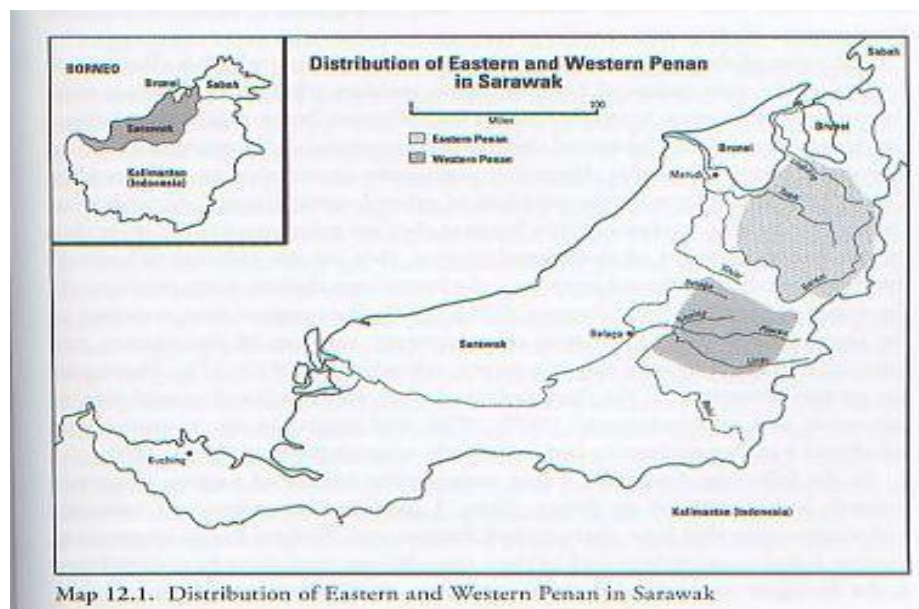 BORNEO
Brunei
Sabah
Sarawak
Kalimantan
(Indonesia)
Distribution of Eastern and Western Penan
in Sarawak
0 100
Miles
Eastern Penan
Western Penan
Sabah
Brunei
Brunei
Marudi
Belaga
Sarawak
Kuching
Kalimantan (Indonesia)
Map 12.1. Distribution of Eastern and Western Penan in Sarawak